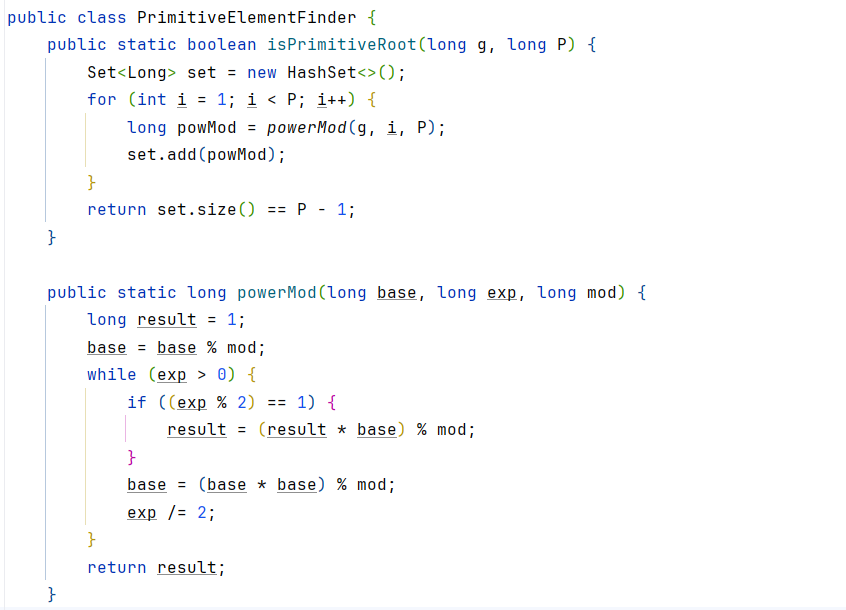 public class PrimitiveElementFinder {
    public static boolean isPrimitiveRoot(long g, long P) {
        Set<Long> set = new HashSet<>();
        for (int i = 1; i < P; i++) {
            long powMod = powerMod(g, i, P);
            set.add(powMod);
        }
        return set.size() == P - 1;
    }

    public static long powerMod(long base, long exp, long mod) {
        long result = 1;
        base = base % mod;
        while (exp > 0) {
            if ((exp % 2) == 1) {
                result = (result * base) % mod;
            }
            base = (base * base) % mod;
            exp /= 2;
        }
        return result;
    }